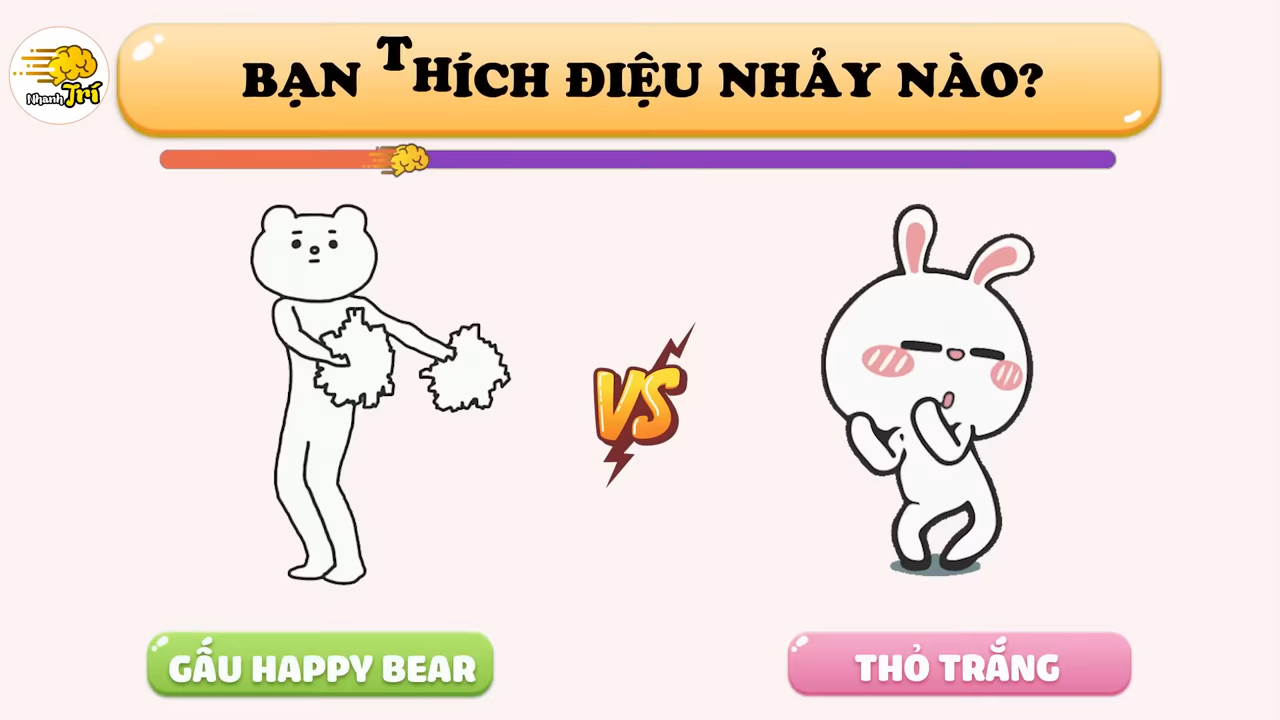 Nhanh Trí
BẠN THÍCH ĐIỆU NHẢY NÀO?
VS
GẤU HAPPY BEAR
THỎ TRẮNG